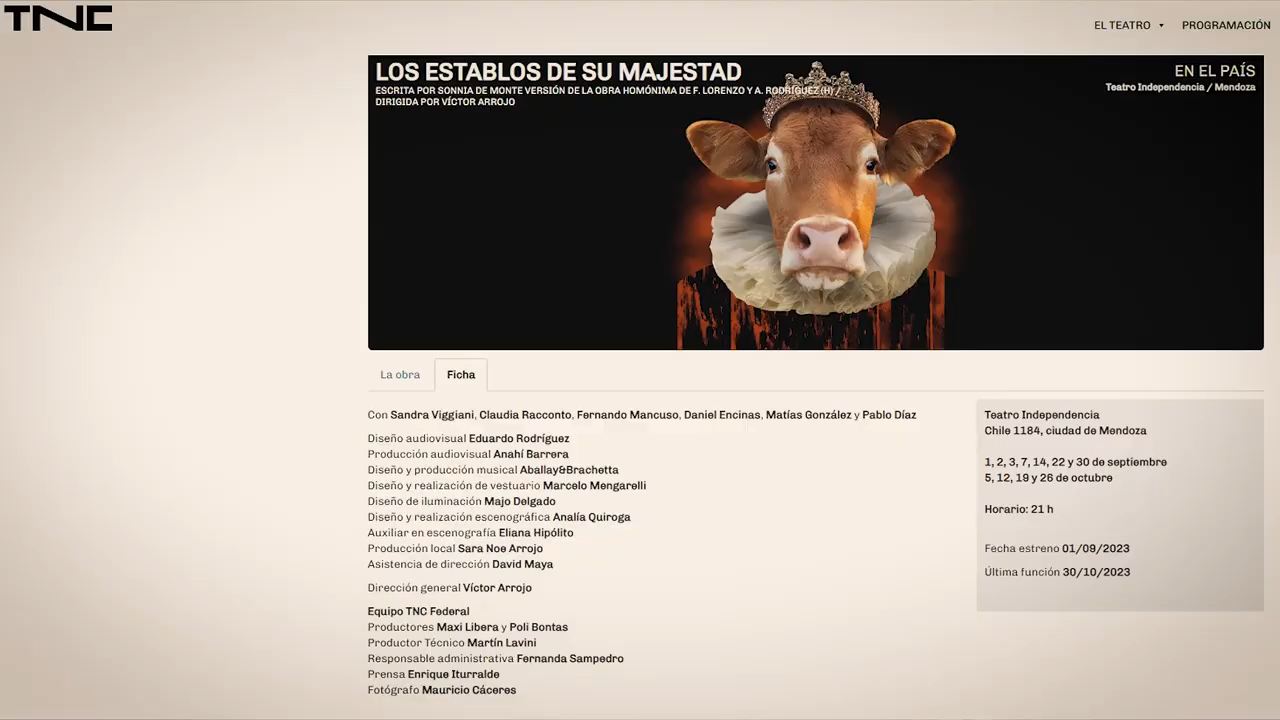 TNC
EL TEATRO
PROGRAMACIÓN
LOS ESTABLOS DE SU MAJESTAD
ESCRITA POR SONNIA DE MONTE VERSIÓN DE LA OBRA HOMÓNIMA DE F. LORENZO Y A. RODRÍGUEZ (H) /
DIRIGIDA POR VÍCTOR ARROJO
EN EL PAÍS
Teatro Independencia / Mendoza
La obra
Ficha
Con Sandra Viggiani, Claudia Racconto, Fernando Mancuso, Daniel Encinas, Matías González y Pablo Díaz
Diseño audiovisual Eduardo Rodríguez
Producción audiovisual Anahí Barrera
Diseño y producción musical Aballay&Brachetta
Diseño y realización de vestuario Marcelo Mengarelli
Diseño de iluminación Majo Delgado
Diseño y realización escenográfica Analía Quiroga
Auxiliar en escenografía Eliana Hipólito
Producción local Sara Noe Arrojo
Asistencia de dirección David Maya
Dirección general Víctor Arrojo
Equipo TNC Federal
Productores Maxi Libera y Poli Bontas
Productor Técnico Martín Lavini
Responsable administrativa Fernanda Sampedro
Prensa Enrique Iturralde
Fotógrafo Mauricio Cáceres
Teatro Independencia
Chile 1184, ciudad de Mendoza
1, 2, 3, 7, 14, 22 y 30 de septiembre
5, 12, 19 y 26 de octubre
Horario: 21 h
Fecha estreno 01/09/2023
Última función 30/10/2023